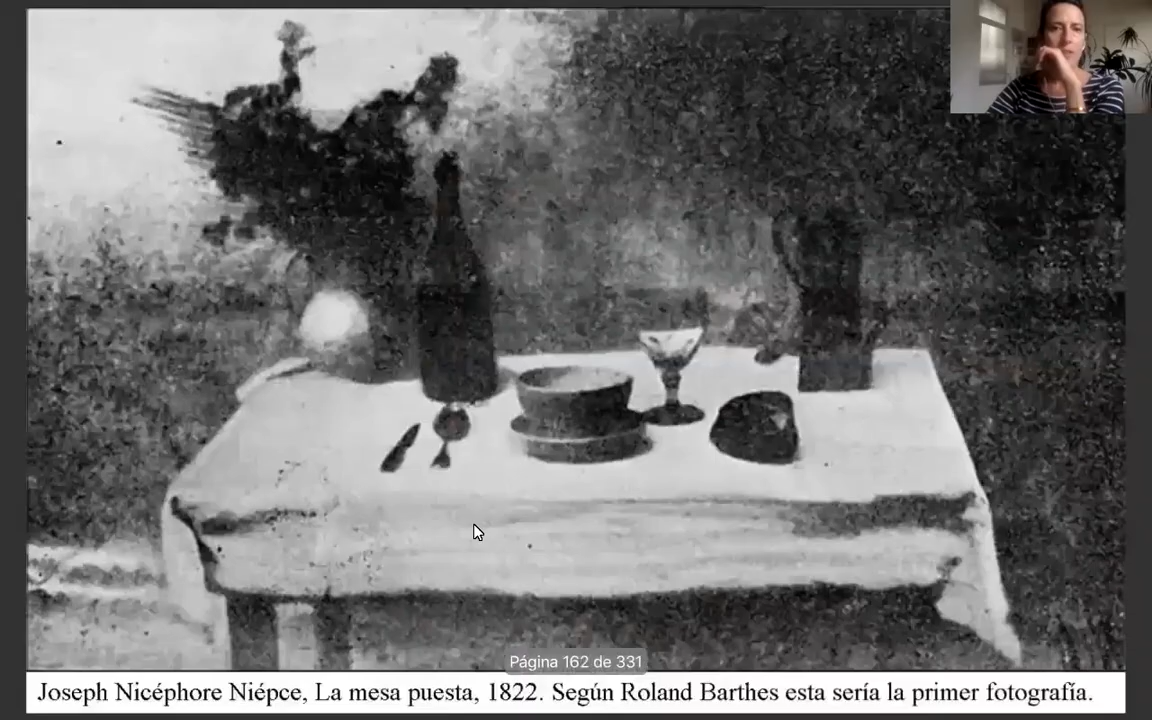 Página 162 de 331
Joseph Nicéphore Niépce, La mesa puesta, 1822. Según Roland Barthes esta sería la primer fotografía.